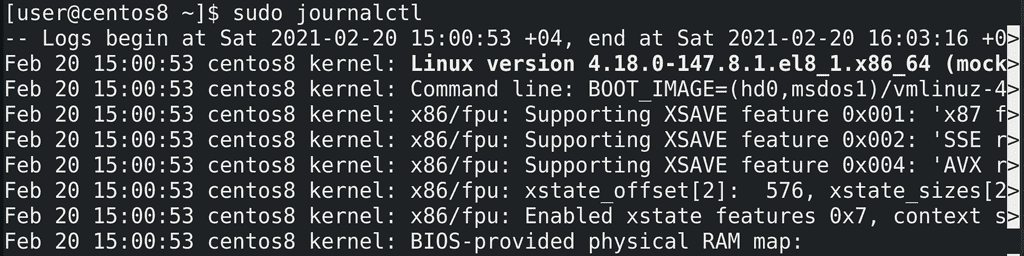 [user@centos8 ~]$ sudo journalctl
-- Logs begin at Sat 2021-02-20 15:00:53 +04, end at Sat 2021-02-20 16:03:16 +0>
Feb 20 15:00:53 centos8 kernel: Linux version 4.18.0-147.8.1.el8_1.x86_64 (mock>
Feb 20 15:00:53 centos8 kernel: Command line: BOOT_IMAGE=(hd0,msdos1)/vmlinuz-4>
Feb 20 15:00:53 centos8 kernel: x86/fpu: Supporting XSAVE feature 0x001: 'x87 f>
Feb 20 15:00:53 centos8 kernel: x86/fpu: Supporting XSAVE feature 0x002: 'SSE r>
Feb 20 15:00:53 centos8 kernel: x86/fpu: Supporting XSAVE feature 0x004: 'AVX r>
Feb 20 15:00:53 centos8 kernel: x86/fpu: xstate_offset[2]:  576, xstate_sizes[2>
Feb 20 15:00:53 centos8 kernel: x86/fpu: Enabled xstate features 0x7, context s>
Feb 20 15:00:53 centos8 kernel: BIOS-provided physical RAM map: